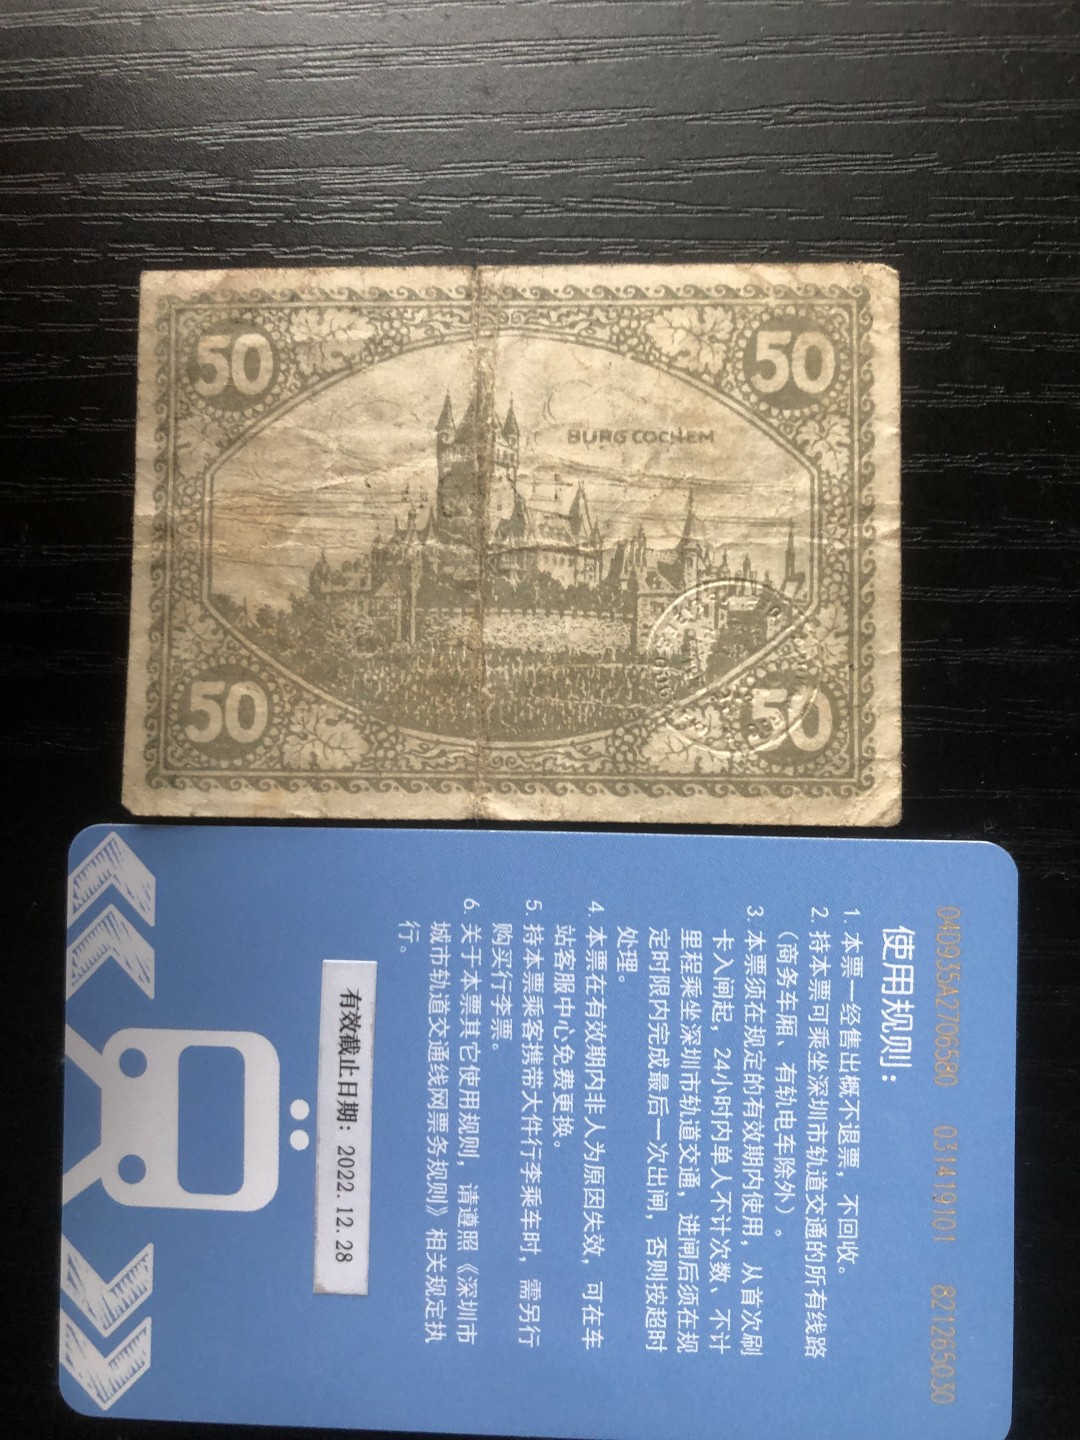 50
50
BURG COCHEM
50
50
04D935A2706580 031419101 821265030
使用规则：
1. 本票一经售出概不退票，不回收。
2. 持本票可乘坐深圳市轨道交通的所有线路
（商务车厢、有轨电车除外）。
3. 本票须在规定的有效期内使用，从首次刷
卡入闸起，24小时内单人不计次数、不计
里程乘坐深圳市轨道交通，进闸后须在规
定时限内完成最后一次出闸，否则按超时
处理。
4. 本票在有效期内非人为原因失效，可在车
站客服中心免费更换。
5. 持本票乘客携带大件行李乘车时，需另行
购买行李票。
6. 关于本票其它使用规则，请遵照《深圳市
城市轨道交通线网票务规则》相关规定执
行。
有效截止日期：2022.12.28